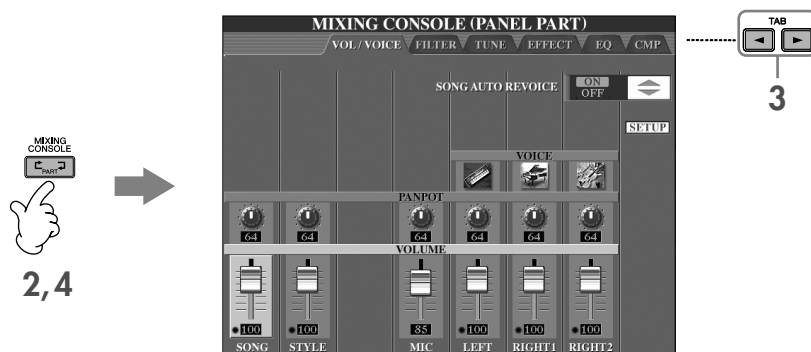 MIXING CONSOLE (PANEL PART)
VOL / VOICE FILTER TUNE EFFECT EQ CMP
TAB
3
SONG AUTO REVOICE ON
OFF
SETUP
MIXING
CONSOLE
PART
2, 4
VOICE
PANPOT
64 64 64 64 64 64
VOLUME
100 100 85 100 100 100
SONG STYLE MIC LEFT RIGHT1 RIGHT2